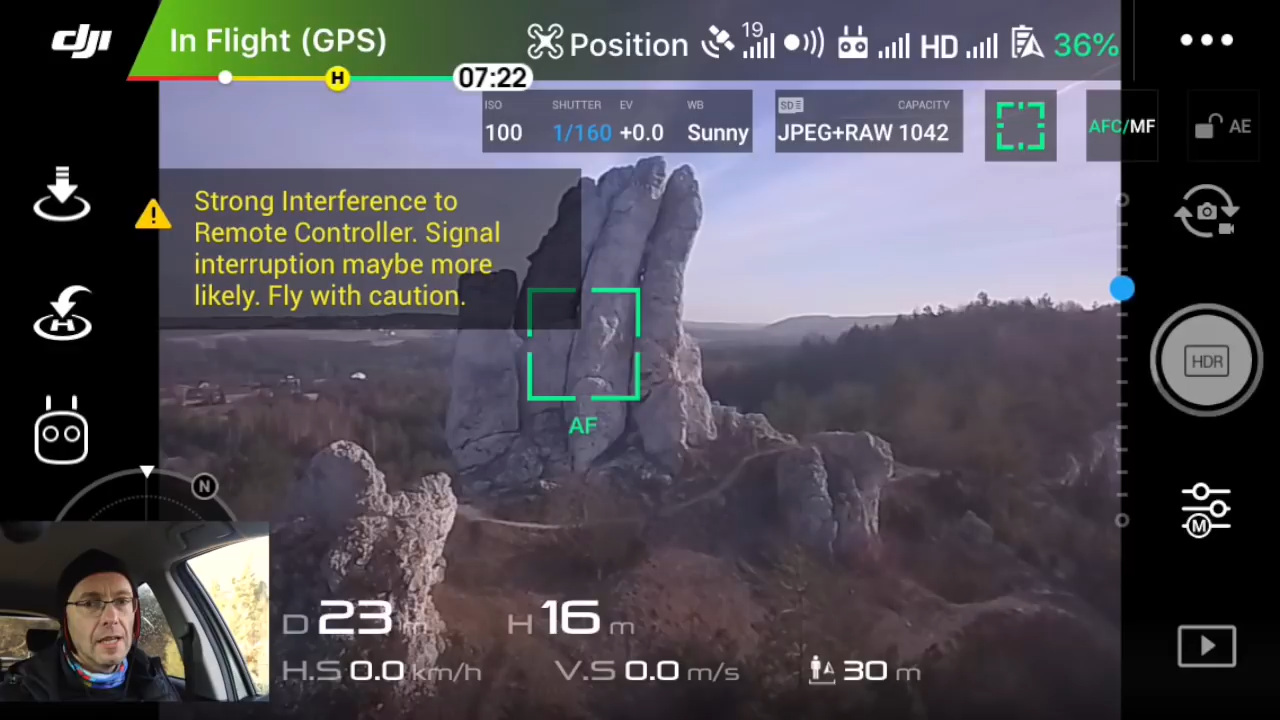 dji
In Flight (GPS)
Position
19
HD
36%
H
07:22
ISO
SHUTTER
EV
WB
100
1/160
+0.0
Sunny
SD
CAPACITY
JPEG+RAW 1042
AFC/MF
AE
Strong Interference to
Remote Controller. Signal
interruption maybe more
likely. Fly with caution.
H
AF
HDR
N
M
D 23 m
H 16 m
H.S 0.0 km/h
V.S 0.0 m/s
30 m